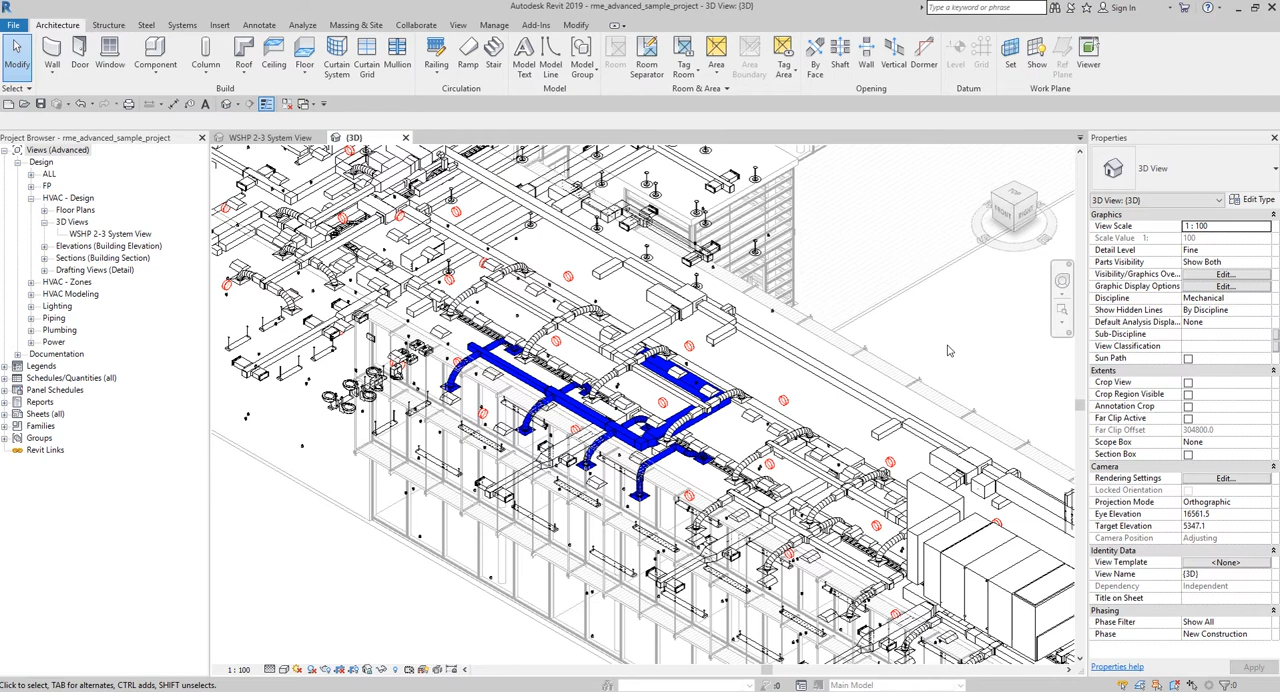 Autodesk Revit 2019 - rme_advanced_sample_project - 3D View: {3D}
Type a keyword or phrase
Sign In
File Architecture Structure Steel Systems Insert Annotate Analyze Massing & Site Collaborate View Manage Add-Ins Modify
Modify Wall Door Window Component Column Roof Ceiling Floor Curtain System Curtain Grid Mullion Railing Ramp Stair Model Text Model Line Model Group Room Room Separator Tag Room Area Area Boundary Tag Area By Face Shaft Wall Vertical Dormer Level Grid Set Show Ref Plane Viewer
Select Build Circulation Model Room & Area Opening Datum Work Plane
Project Browser - rme_advanced_sample_project
WSHP 2-3 System View
{3D}
Properties
Views (Advanced)
Design
ALL
FP
HVAC - Design
Floor Plans
3D Views
WSHP 2-3 System View
Elevations (Building Elevation)
Sections (Building Section)
Drafting Views (Detail)
HVAC - Zones
HVAC Modeling
Lighting
Piping
Plumbing
Power
Documentation
Legends
Schedules/Quantities (all)
Panel Schedules
Reports
Sheets (all)
Families
Groups
Revit Links
TOP
FRONT
RIGHT
3D View
3D View: {3D} Edit Type
Graphics
View Scale 1 : 100
Scale Value 1: 100
Detail Level Fine
Parts Visibility Show Both
Visibility/Graphics Ove... Edit...
Graphic Display Options Edit...
Discipline Mechanical
Show Hidden Lines By Discipline
Default Analysis Displa... None
Sub-Discipline
View Classification
Sun Path
Extents
Crop View
Crop Region Visible
Annotation Crop
Far Clip Active
Far Clip Offset 304800.0
Scope Box None
Section Box
Camera
Rendering Settings Edit...
Locked Orientation
Projection Mode Orthographic
Eye Elevation 16561.5
Target Elevation 5347.1
Camera Position Adjusting
Identity Data
View Template <None>
View Name {3D}
Dependency Independent
Title on Sheet
Phasing
Phase Filter Show All
Phase New Construction
Properties help Apply
1 : 100
Click to select, TAB for alternates, CTRL adds, SHIFT unselects.
:0
Main Model
:0